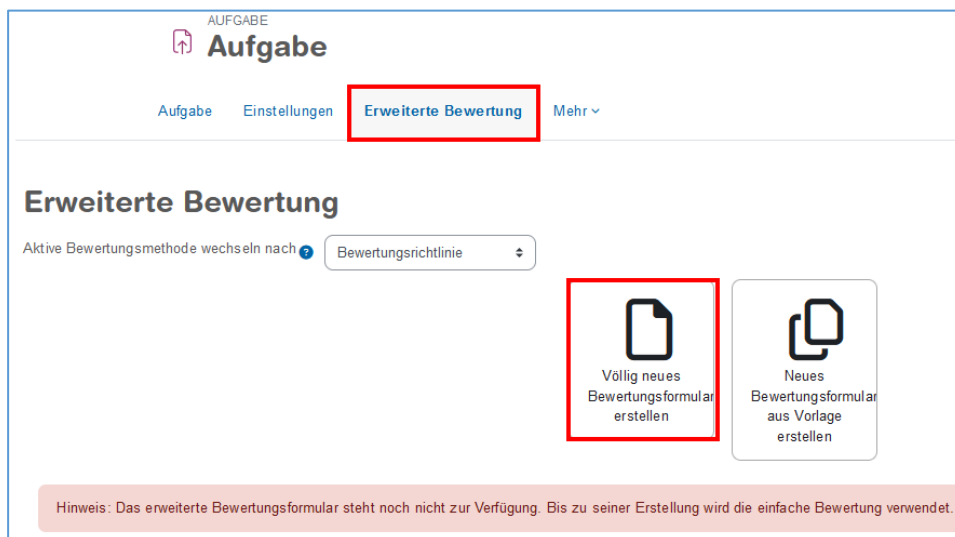 AUFGABE
Aufgabe
Aufgabe Einstellungen Erweiterte Bewertung Mehr
Erweiterte Bewertung
Aktive Bewertungsmethode wechseln nach ? Bewertungsrichtlinie
Völlig neues
Bewertungsformular
erstellen
Neues
Bewertungsformular
aus Vorlage
erstellen
Hinweis: Das erweiterte Bewertungsformular steht noch nicht zur Verfügung. Bis zu seiner Erstellung wird die einfache Bewertung verwendet.